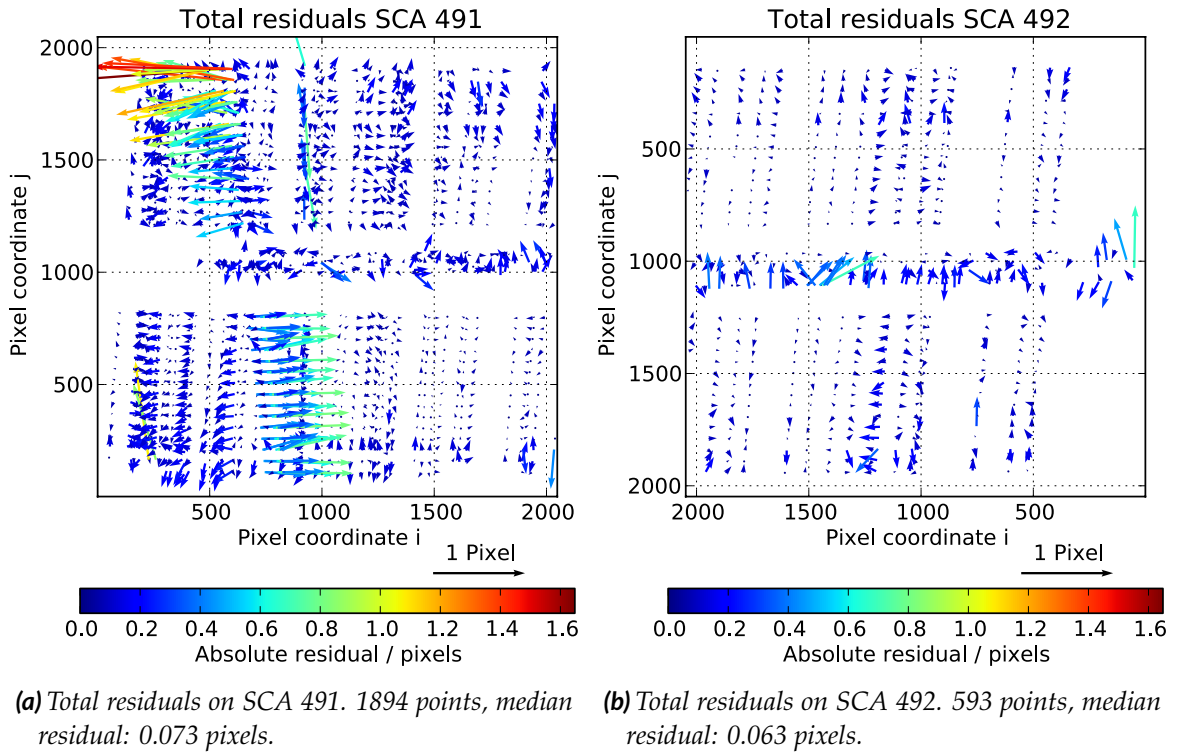 Total residuals SCA 491
2000
1500
1000
500
Pixel coordinate j
500 1000 1500 2000
Pixel coordinate i
1 Pixel
0.0 0.2 0.4 0.6 0.8 1.0 1.2 1.4 1.6
Absolute residual / pixels
(a) Total residuals on SCA 491. 1894 points, median
residual: 0.073 pixels.
Total residuals SCA 492
500
1000
1500
2000
Pixel coordinate j
2000 1500 1000 500
Pixel coordinate i
1 Pixel
0.0 0.2 0.4 0.6 0.8 1.0 1.2 1.4 1.6
Absolute residual / pixels
(b) Total residuals on SCA 492. 593 points, median
residual: 0.063 pixels.